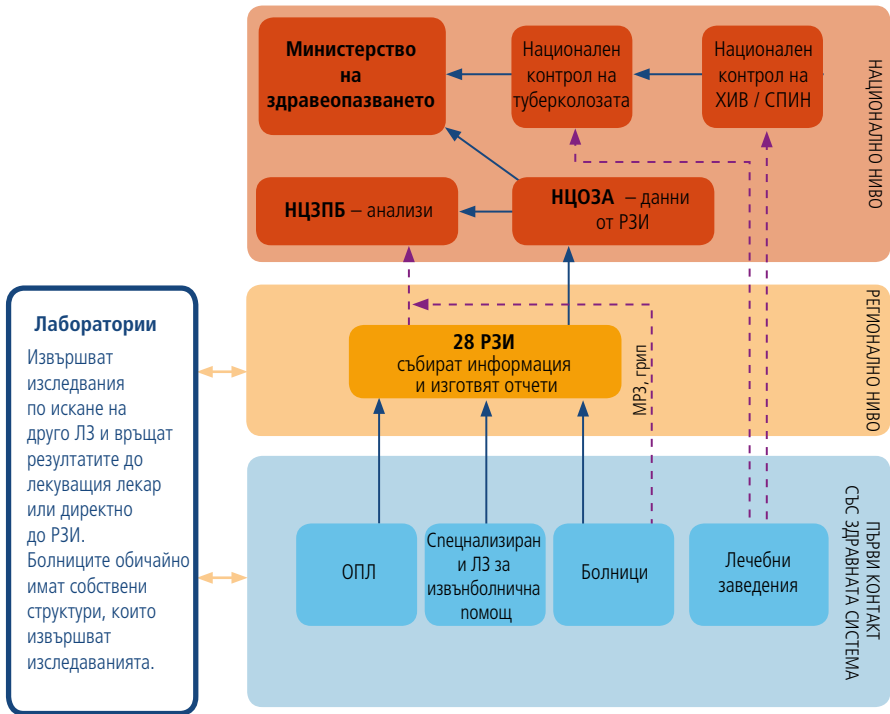 Министерство
на
здравеопазването
Национален
контрол на
туберколозата
Национален
контрол на
ХИВ / СПИН
НАЦИОНАЛНО НИВО
НЦЗПБ – анализи
НЦОЗА – данни
от РЗИ
Лаборатории
Извършват
изследвания
по искане на
друго ЛЗ и връщат
резултатите до
лекуващия лекар
или директно
до РЗИ.
Болниците обичайно
имат собствени
структури, които
извършват
изследаванията.
28 РЗИ
събират информация
и изготвят отчети
МРЗ, грип
РЕГИОНАЛНО НИВО
ОПЛ
Спецнализиран
и ЛЗ за
извънболнична
помощ
Болници
Лечебни
заведения
ПЪРВИ КОНТАКТ
СЪС ЗДРАВНАТА СИСТЕМА